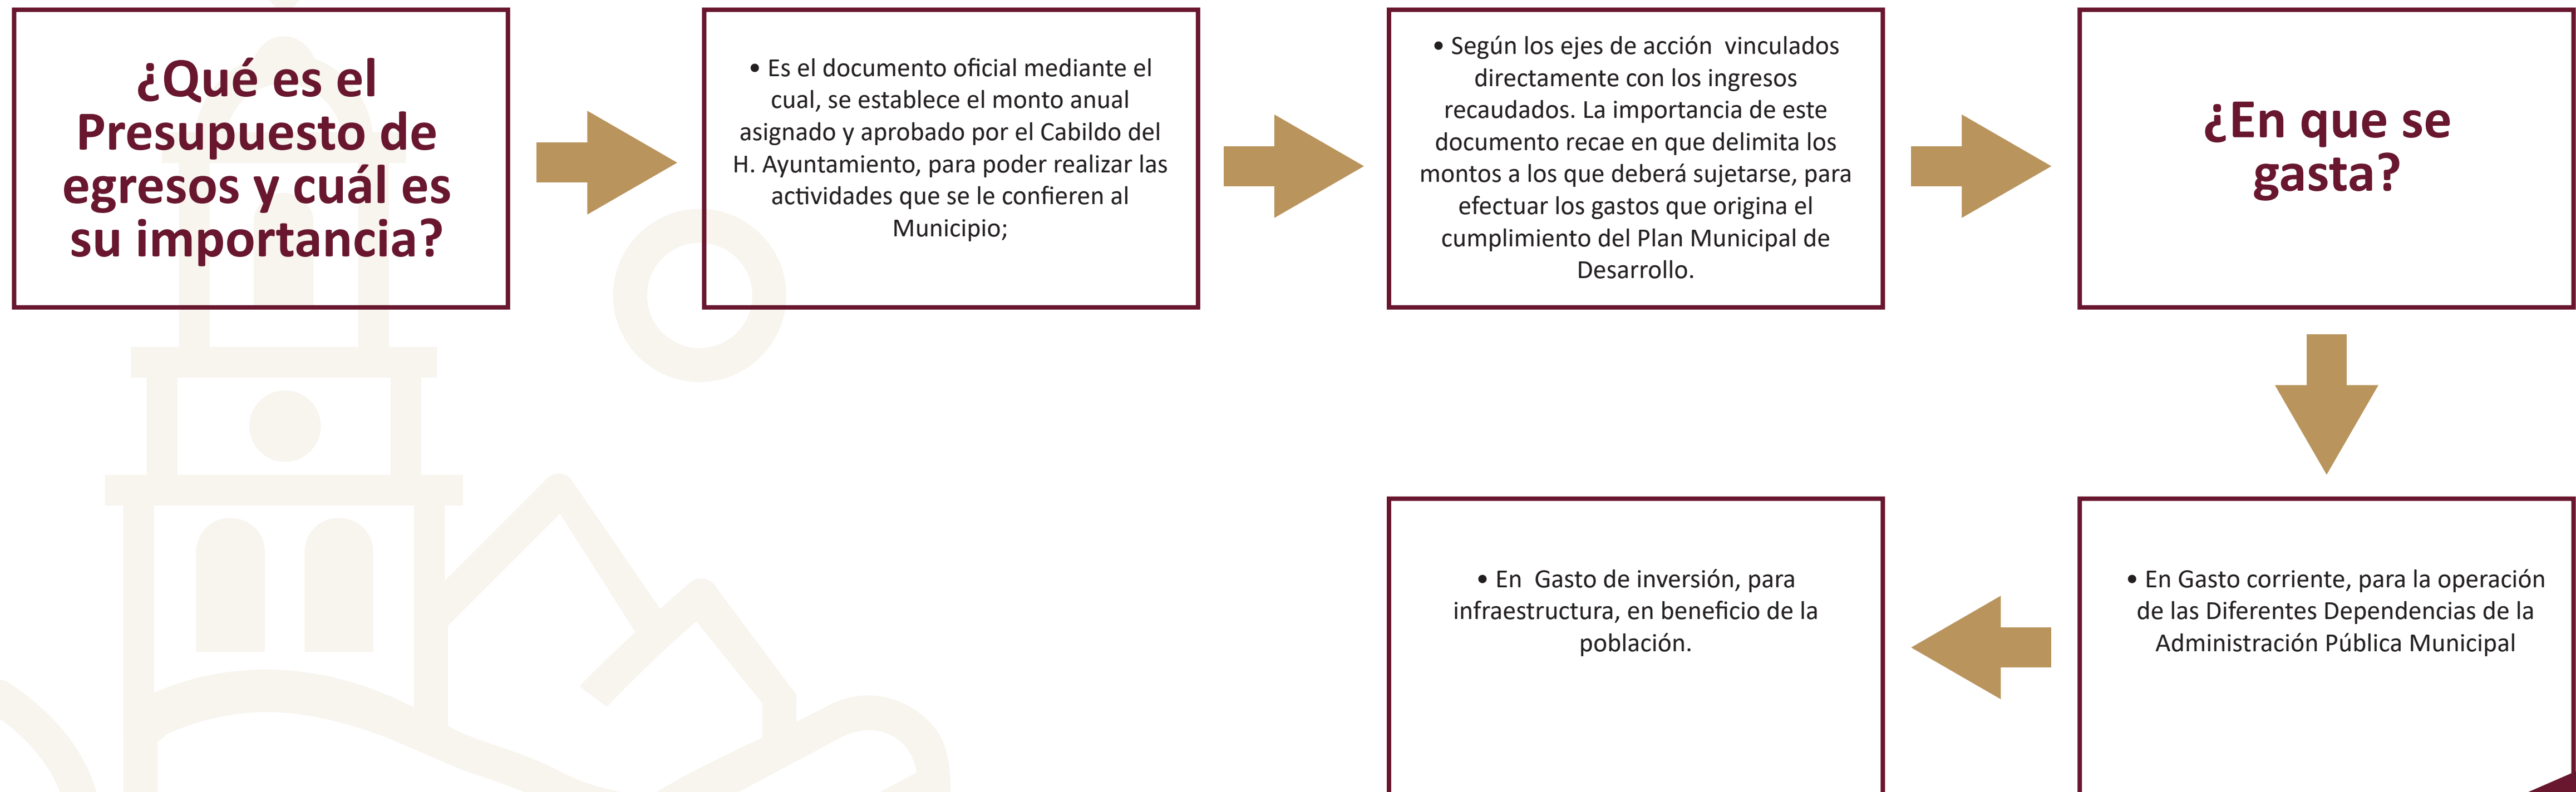 ¿Qué es el
Presupuesto de
egresos y cuál es
su importancia?
• Es el documento oficial mediante el
cual, se establece el monto anual
asignado y aprobado por el Cabildo del
H. Ayuntamiento, para poder realizar las
actividades que se le confieren al
Municipio;
• Según los ejes de acción  vinculados
directamente con los ingresos
recaudados. La importancia de este
documento recae en que delimita los
montos a los que deberá sujetarse, para
efectuar los gastos que origina el
cumplimiento del Plan Municipal de
Desarrollo.
¿En que se
gasta?
• En Gasto corriente, para la operación
de las Diferentes Dependencias de la
Administración Pública Municipal
• En  Gasto de inversión, para
infraestructura, en beneficio de la
población.